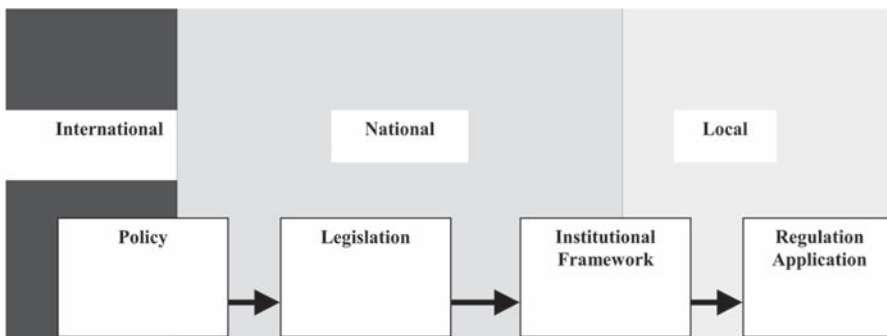 International
National
Local
Policy
Legislation
Institutional
Framework
Regulation
Application